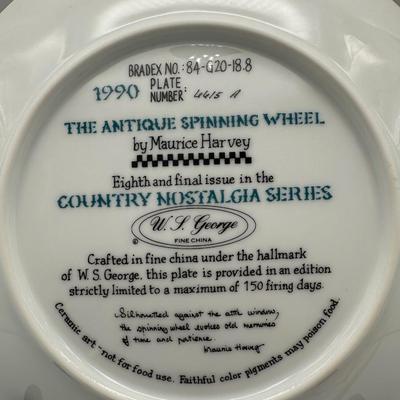 BRADEX NO.: 84-G20-18.8
1990 PLATE
NUMBER: 4415 A
THE ANTIQUE SPINNING WHEEL
by Maurice Harvey
Eighth and final issue in the
COUNTRY NOSTALGIA SERIES
W. S. George
© FINE CHINA
Crafted in fine china under the hallmark
of W. S. George, this plate is provided in an edition
strictly limited to a maximum of 150 firing days.
Silhouetted against the attic window,
the spinning wheel evokes old memories
of time and patience.
Maurice Harvey
Ceramic art - not for food use. Faithful color pigments may poison food.